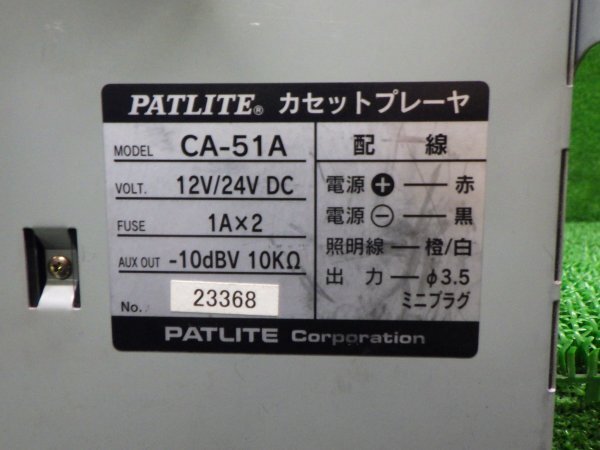 PATLITE® カセットプレーヤ
MODEL CA-51A
VOLT. 12V/24V DC
FUSE 1A×2
AUX OUT -10dBV 10KΩ
No. 23368
配線
電源⊕——赤
電源⊖——黒
照明線—橙/白
出力—φ3.5
ミニプラグ
PATLITE Corporation